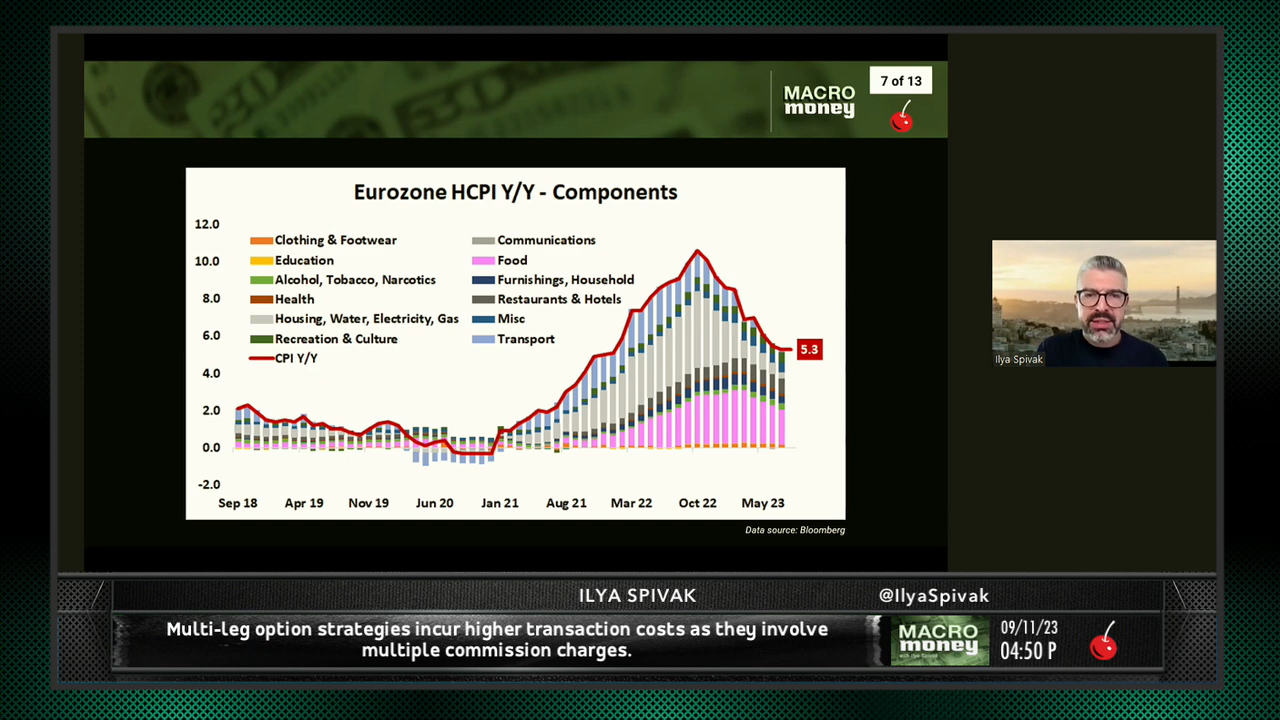 7 of 13
MACRO
money
Eurozone HCPI Y/Y - Components
12.0
10.0
8.0
6.0
4.0
2.0
0.0
-2.0
Clothing & Footwear
Communications
Education
Food
Alcohol, Tobacco, Narcotics
Furnishings, Household
Health
Restaurants & Hotels
Housing, Water, Electricity, Gas
Misc
Recreation & Culture
Transport
CPI Y/Y
5.3
Sep 18 Apr 19 Nov 19 Jun 20 Jan 21 Aug 21 Mar 22 Oct 22 May 23
Data source: Bloomberg
Ilya Spivak
ILYA SPIVAK
@IlyaSpivak
Multi-leg option strategies incur higher transaction costs as they involve
multiple commission charges.
MACRO
money
with Ilya Spivak
09/11/23
04:50 P